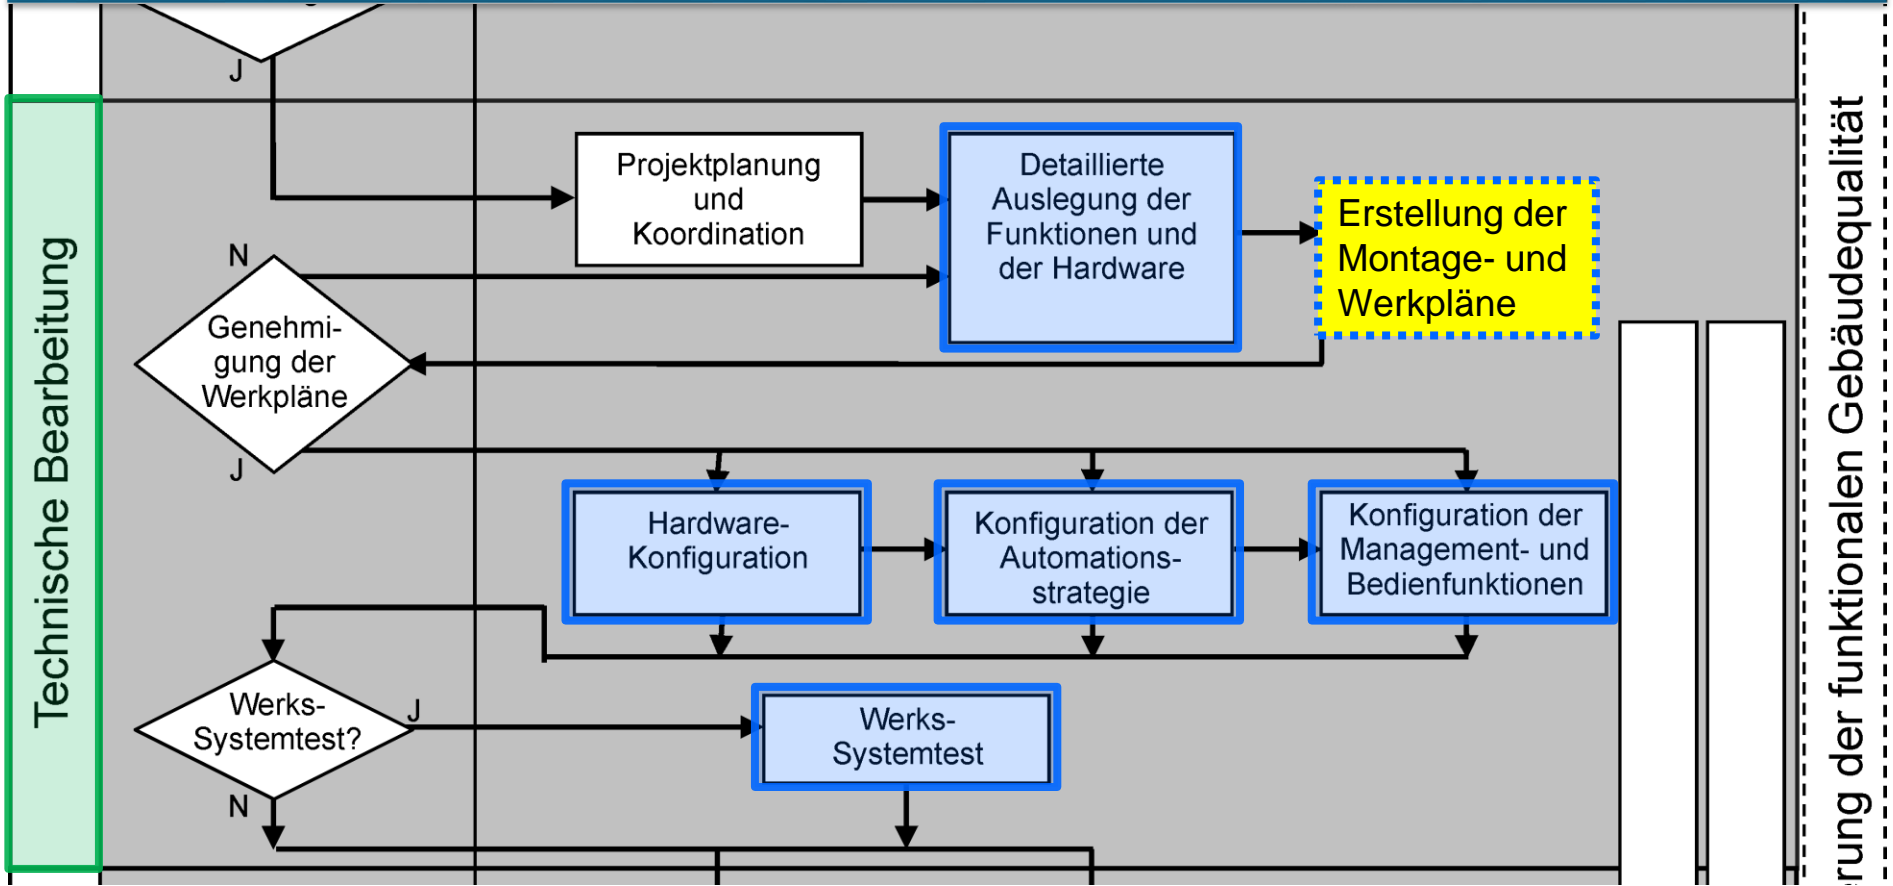 J
Technische Bearbeitung
Projektplanung
und
Koordination
Detaillierte
Auslegung der
Funktionen und
der Hardware
Erstellung der
Montage- und
Werkpläne
N
Genehmi-
gung der
Werkpläne
J
Hardware-
Konfiguration
Konfiguration der
Automations-
strategie
Konfiguration der
Management- und
Bedienfunktionen
Werks-
Systemtest?
J
Werks-
Systemtest
N
der funktionalen Gebäudequalität